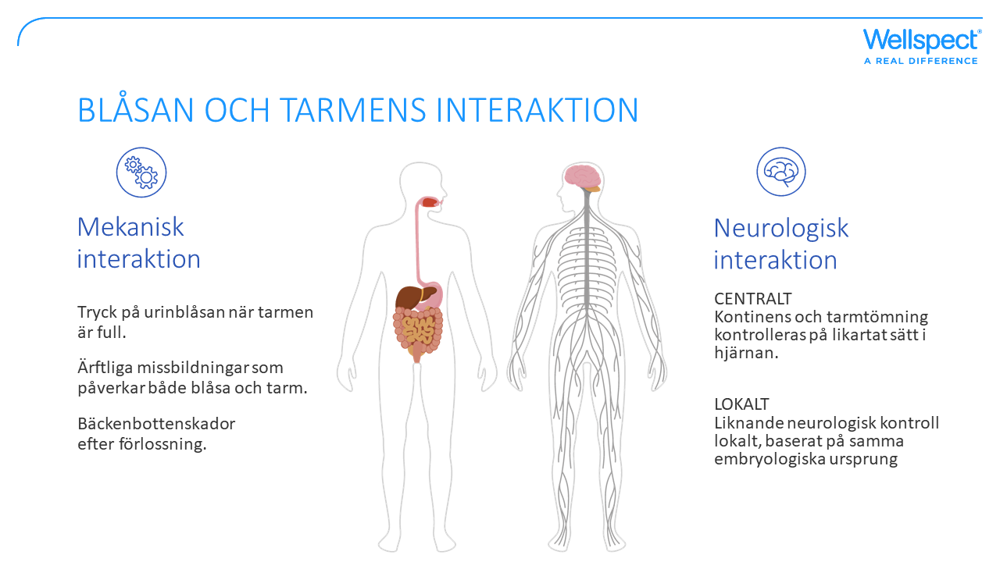 Wellspect®
A REAL DIFFERENCE
BLÅSAN OCH TARMENS INTERAKTION
Mekanisk
interaktion
Tryck på urinblåsan när tarmen
är full.
Ärftliga missbildningar som
påverkar både blåsa och tarm.
Bäckenbottenskador
efter förlossning.
Neurologisk
interaktion
CENTRALT
Kontinens och tarmtömning
kontrolleras på likartat sätt i
hjärnan.
LOKALT
Liknande neurologisk kontroll
lokalt, baserat på samma
embryologiska ursprung